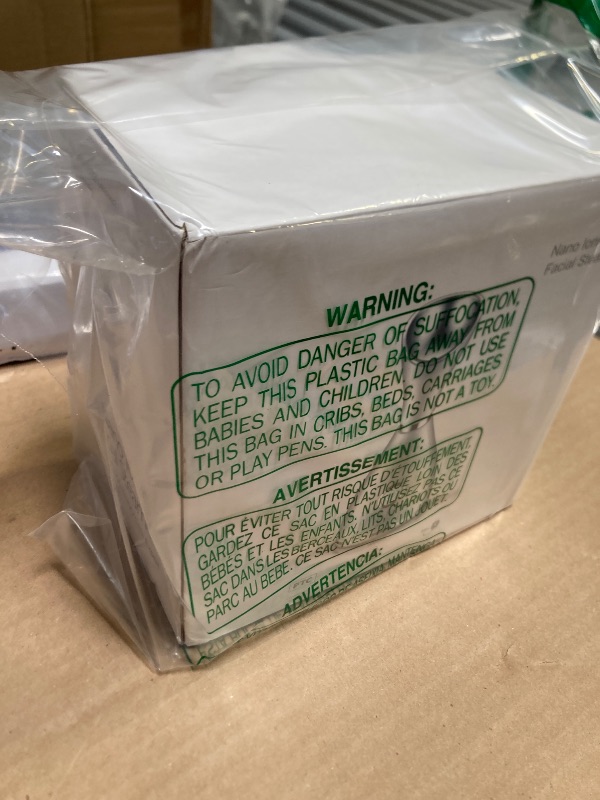 Nano Ionic
Facial Steamer
WARNING:
TO AVOID DANGER OF SUFFOCATION,
KEEP THIS PLASTIC BAG AWAY FROM
BABIES AND CHILDREN. DO NOT USE
THIS BAG IN CRIBS, BEDS, CARRIAGES
OR PLAY PENS. THIS BAG IS NOT A TOY.
AVERTISSEMENT:
POUR ÉVITER TOUT RISQUE D'ÉTOUFFEMENT,
GARDEZ CE SAC EN PLASTIQUE LOIN DES
BÉBÉS ET LES ENFANTS. N'UTILISEZ PAS CE
SAC DANS LES BERCEAUX, LITS, CHARIOTS ET
PARC AU BEBE. CE SAC N'EST PAS UN JOUET.
ADVERTENCIA: